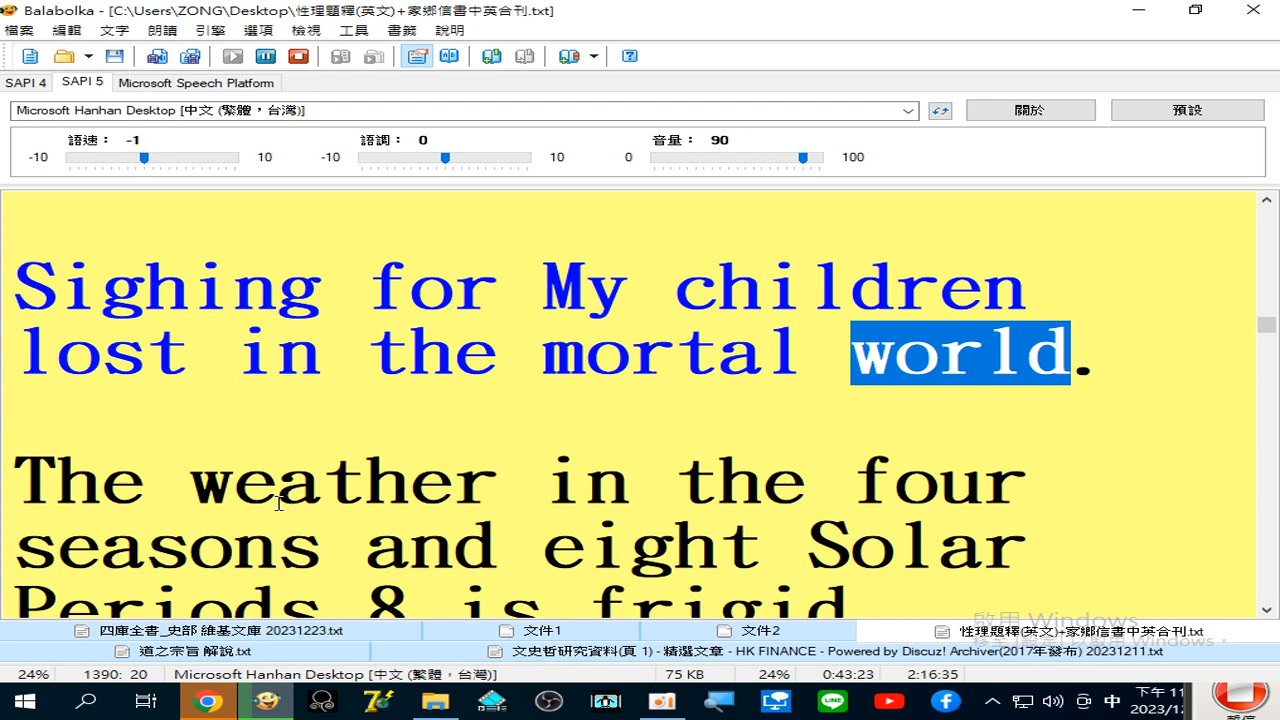 Balabolka - [C:\Users\ZONG\Desktop\性理題釋(英文)+家鄉信書中英合刊.txt]
檔案 編輯 文字 朗讀 引擎 選項 檢視 工具 書籤 說明
SAPI 4 SAPI 5 Microsoft Speech Platform
Microsoft Hanhan Desktop [中文 (繁體，台灣)] 關於 預設
語速： -1 語調： 0 音量： 90
-10 10 -10 10 0 100
Sighing for My children
lost in the mortal world.
The weather in the four
seasons and eight Solar
Periods 8 is frigid
啟用 Windows
四庫全書_史部 維基文庫 20231223.txt 文件1 文件2 性理題釋(英文)+家鄉信書中英合刊.txt
道之宗旨 解說.txt 文史哲研究資料(頁 1) - 精選文章 - HK FINANCE - Powered by Discuz! Archiver(2017年發布) 20231211.txt
24% 1390: 20 Microsoft Hanhan Desktop [中文 (繁體，台灣)] 75 KB 24% 0:43:23 2:16:35
中 下午 11
2023/12